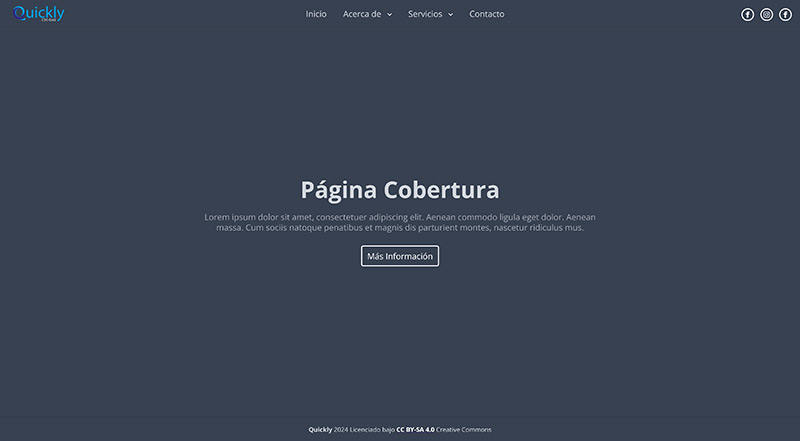 Quickly
Inicio
Acerca de
Servicios
Contacto
Página Cobertura
Lorem ipsum dolor sit amet, consectetuer adipiscing elit. Aenean commodo ligula eget dolor. Aenean
massa. Cum sociis natoque penatibus et magnis dis parturient montes, nascetur ridiculus mus.
Más Información
Quickly 2024 Licenciado bajo CC BY-SA 4.0 Creative Commons